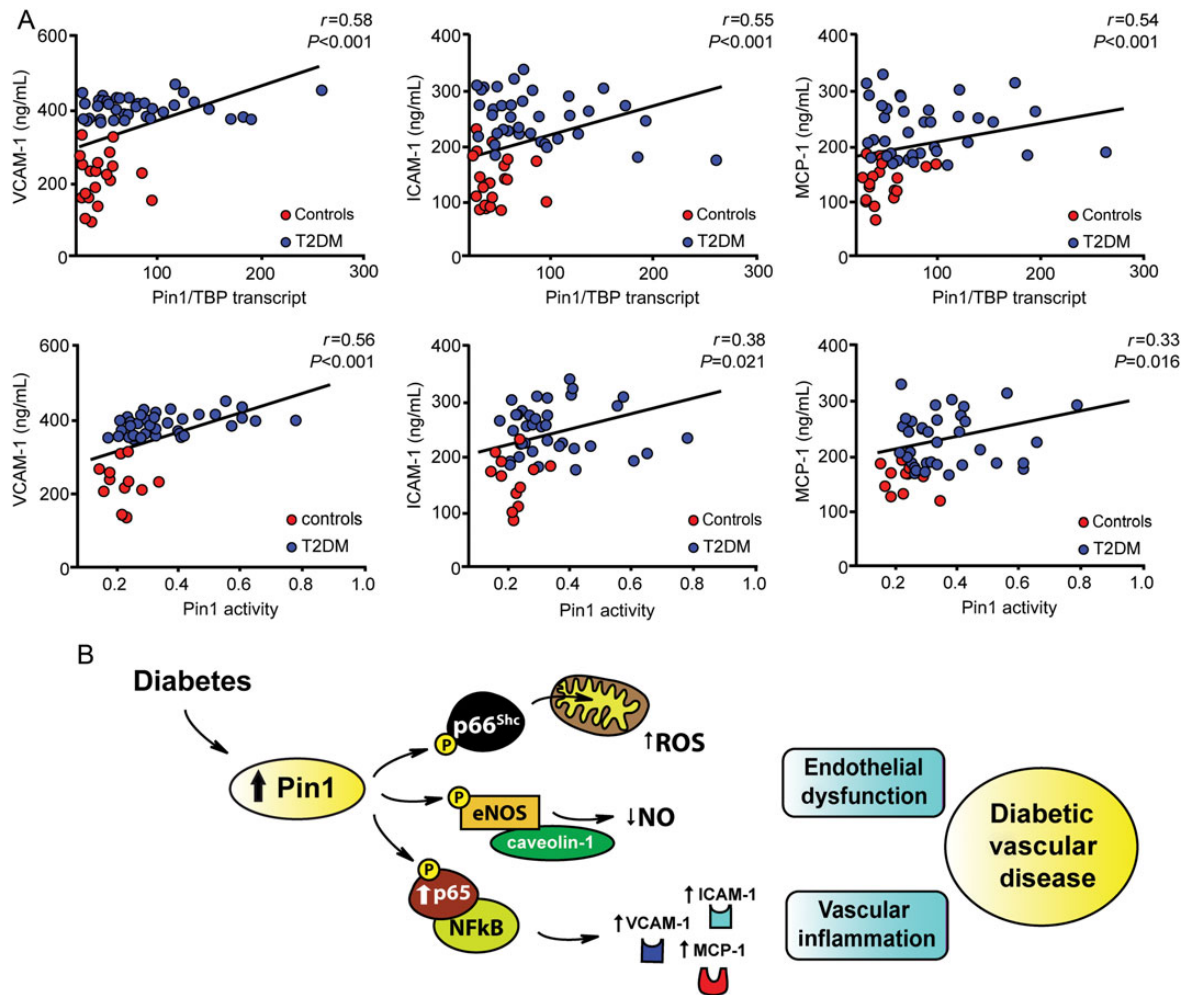 A
r=0.58
P<0.001
VCAM-1 (ng/mL)
600
400
200
0
100
200
300
Pin1/TBP transcript
Controls
T2DM
r=0.55
P<0.001
ICAM-1 (ng/mL)
400
300
200
100
0
100
200
300
Pin1/TBP transcript
Controls
T2DM
r=0.54
P<0.001
MCP-1 (ng/mL)
400
300
200
100
0
100
200
300
Pin1/TBP transcript
Controls
T2DM
r=0.56
P<0.001
VCAM-1 (ng/mL)
600
400
200
0
0.2
0.4
0.6
0.8
1.0
Pin1 activity
controls
T2DM
r=0.38
P=0.021
ICAM-1 (ng/mL)
400
300
200
100
0
0.2
0.4
0.6
0.8
1.0
Pin1 activity
Controls
T2DM
r=0.33
P=0.016
MCP-1 (ng/mL)
400
300
200
100
0
0.2
0.4
0.6
0.8
1.0
Pin1 activity
Controls
T2DM
B
Diabetes
↑ Pin1
p66Shc
P
↑ROS
P
eNOS
caveolin-1
↓NO
P
↑p65
NFkB
↑ICAM-1
↑VCAM-1
↑MCP-1
Endothelial
dysfunction
Vascular
inflammation
Diabetic
vascular
disease